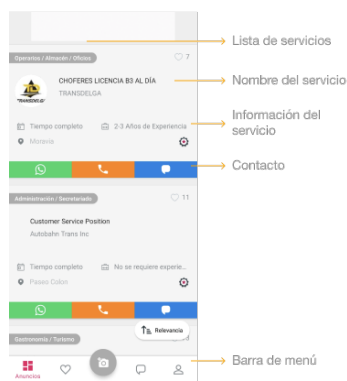 Lista de servicios
Operarios / Almacén / Oficios
7
CHOFERES LICENCIA B3 AL DÍA
Nombre del servicio
TRANSDELGA
TRANSDELGA
Información del servicio
Tiempo completo
2-3 Años de Experiencia
Moravia
Contacto
Administración / Secretariado
11
Customer Service Position
Autobahn Trans Inc
Tiempo completo
No se requiere experie...
Paseo Colon
Relevancia
Gastronomía / Turismo
Barra de menú
Anuncios